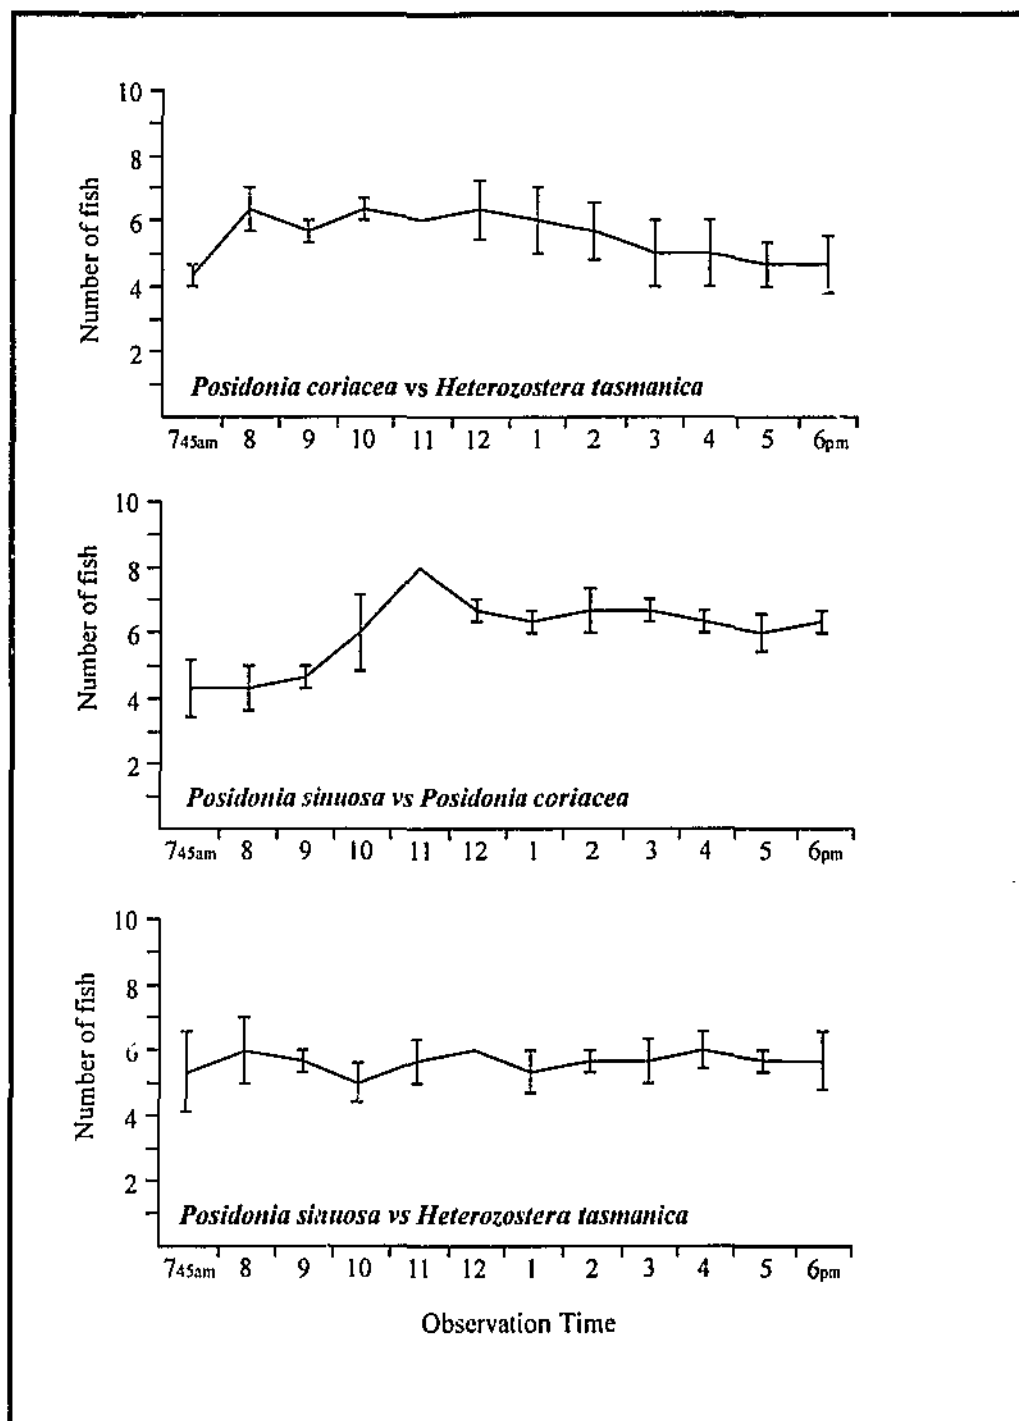 10
8
Number of fish
6
4
2
Posidonia coriacea vs Heterozostera tasmanica
745am 8 9 10 11 12 1 2 3 4 5 6pm
10
8
Number of fish
6
4
2
Posidonia sinuosa vs Posidonia coriacea
745am 8 9 10 11 12 1 2 3 4 5 6pm
10
8
Number of fish
6
4
2
Posidonia sinuosa vs Heterozostera tasmanica
745am 8 9 10 11 12 1 2 3 4 5 6pm
Observation Time